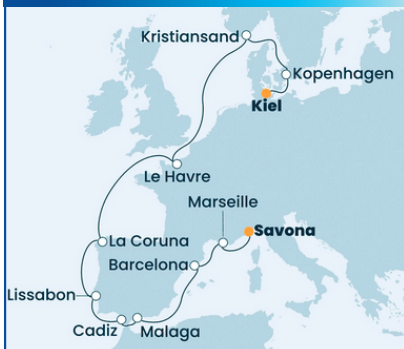 Kristiansand
Kopenhagen
Kiel
Le Havre
Marseille
Savona
La Coruna
Barcelona
Lissabon
Cadiz
Malaga